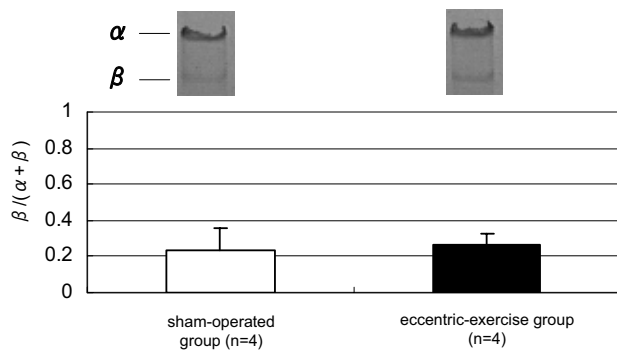 α
β
1
0.8
0.6
0.4
0.2
0
β /(α + β)
sham-operated
group (n=4)
eccentric-exercise group
(n=4)